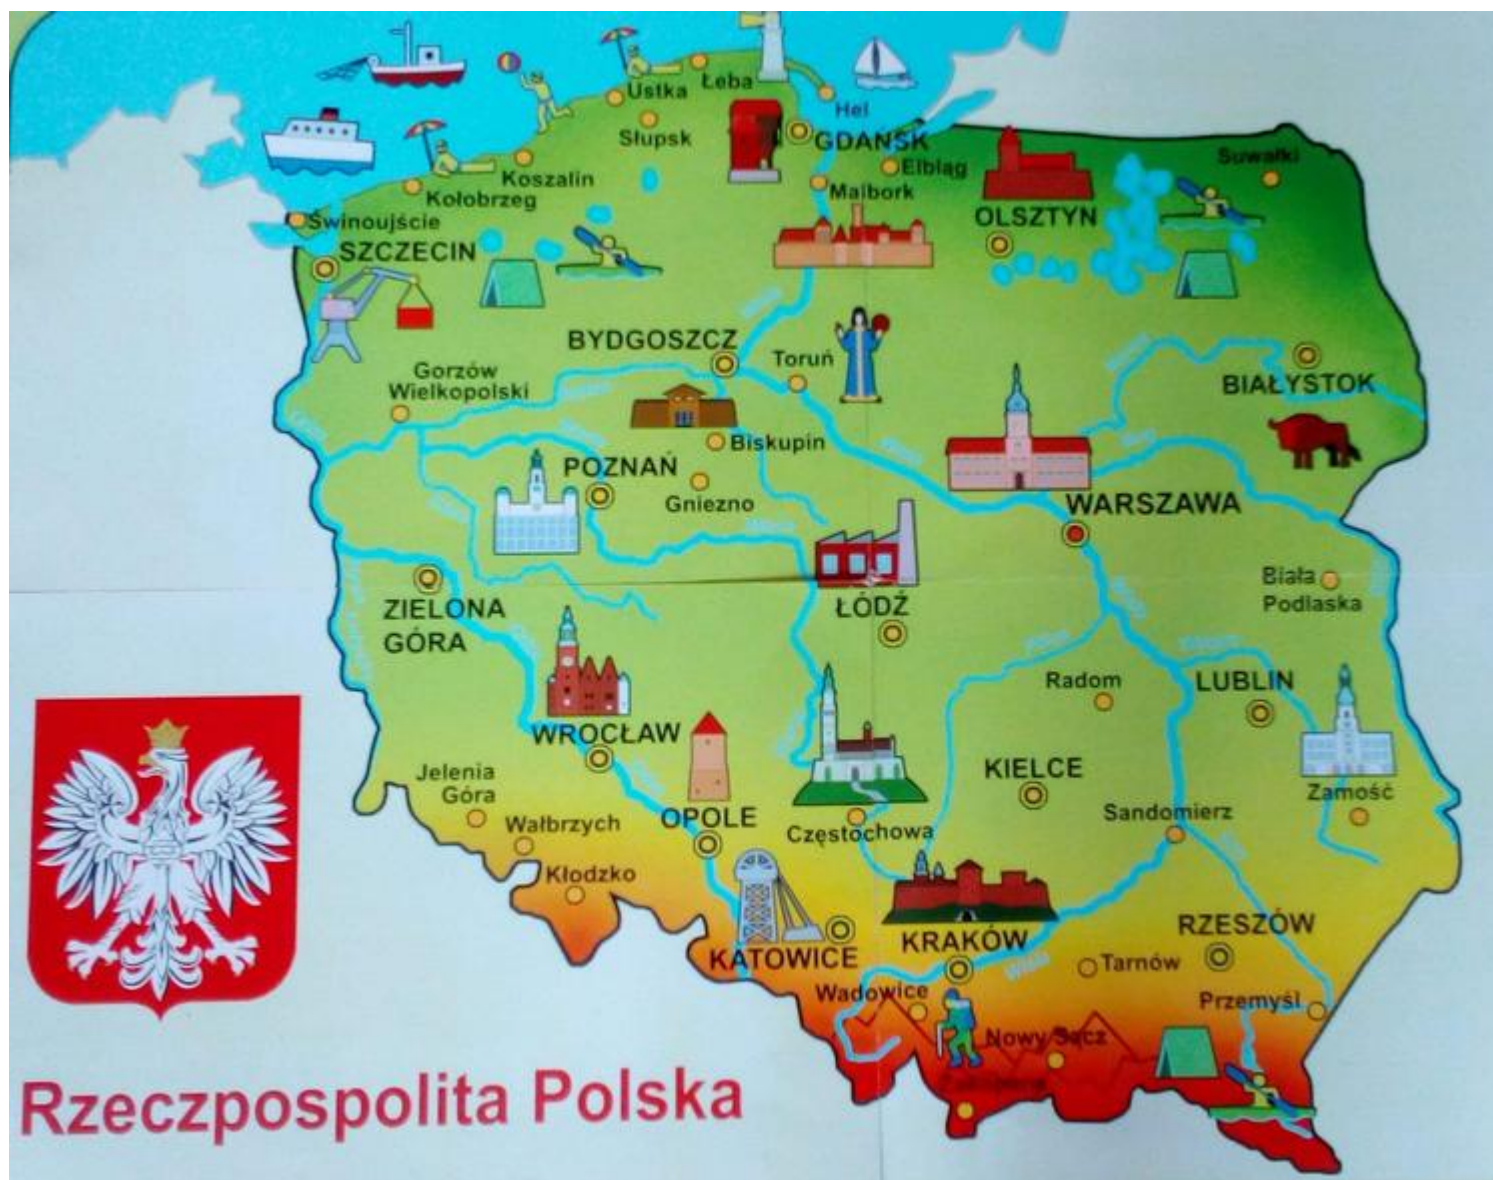 Łeba
Ustka
Hel
Słupsk
GDAŃSK
Elbląg
Suwałki
Koszalin
Malbork
Kołobrzeg
OLSZTYN
Świnoujście
SZCZECIN
BYDGOSZCZ
Toruń
Gorzów
Wielkopolski
BIAŁYSTOK
Biskupin
POZNAŃ
Gniezno
WARSZAWA
Biała
Podlaska
ZIELONA
GÓRA
ŁÓDŹ
Radom
LUBLIN
WROCŁAW
Jelenia
Góra
KIELCE
Zamość
Sandomierz
OPOLE
Wałbrzych
Częstochowa
Kłodzko
RZESZÓW
KRAKÓW
KATOWICE
Tarnów
Wadowice
Przemyśl
Nowy Sącz
Rzeczpospolita Polska